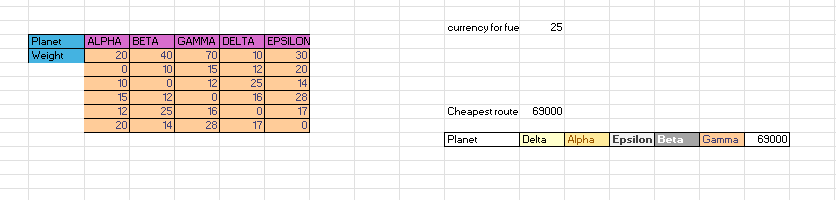 currency for fue 25
Planet ALPHA BETA GAMMA DELTA EPSILON
Weight 20 40 70 10 30
0 10 15 12 20
10 0 12 25 14
15 12 0 16 28
12 25 16 0 17
20 14 28 17 0
Cheapest route 69000
Planet Delta Alpha Epsilon Beta Gamma 69000